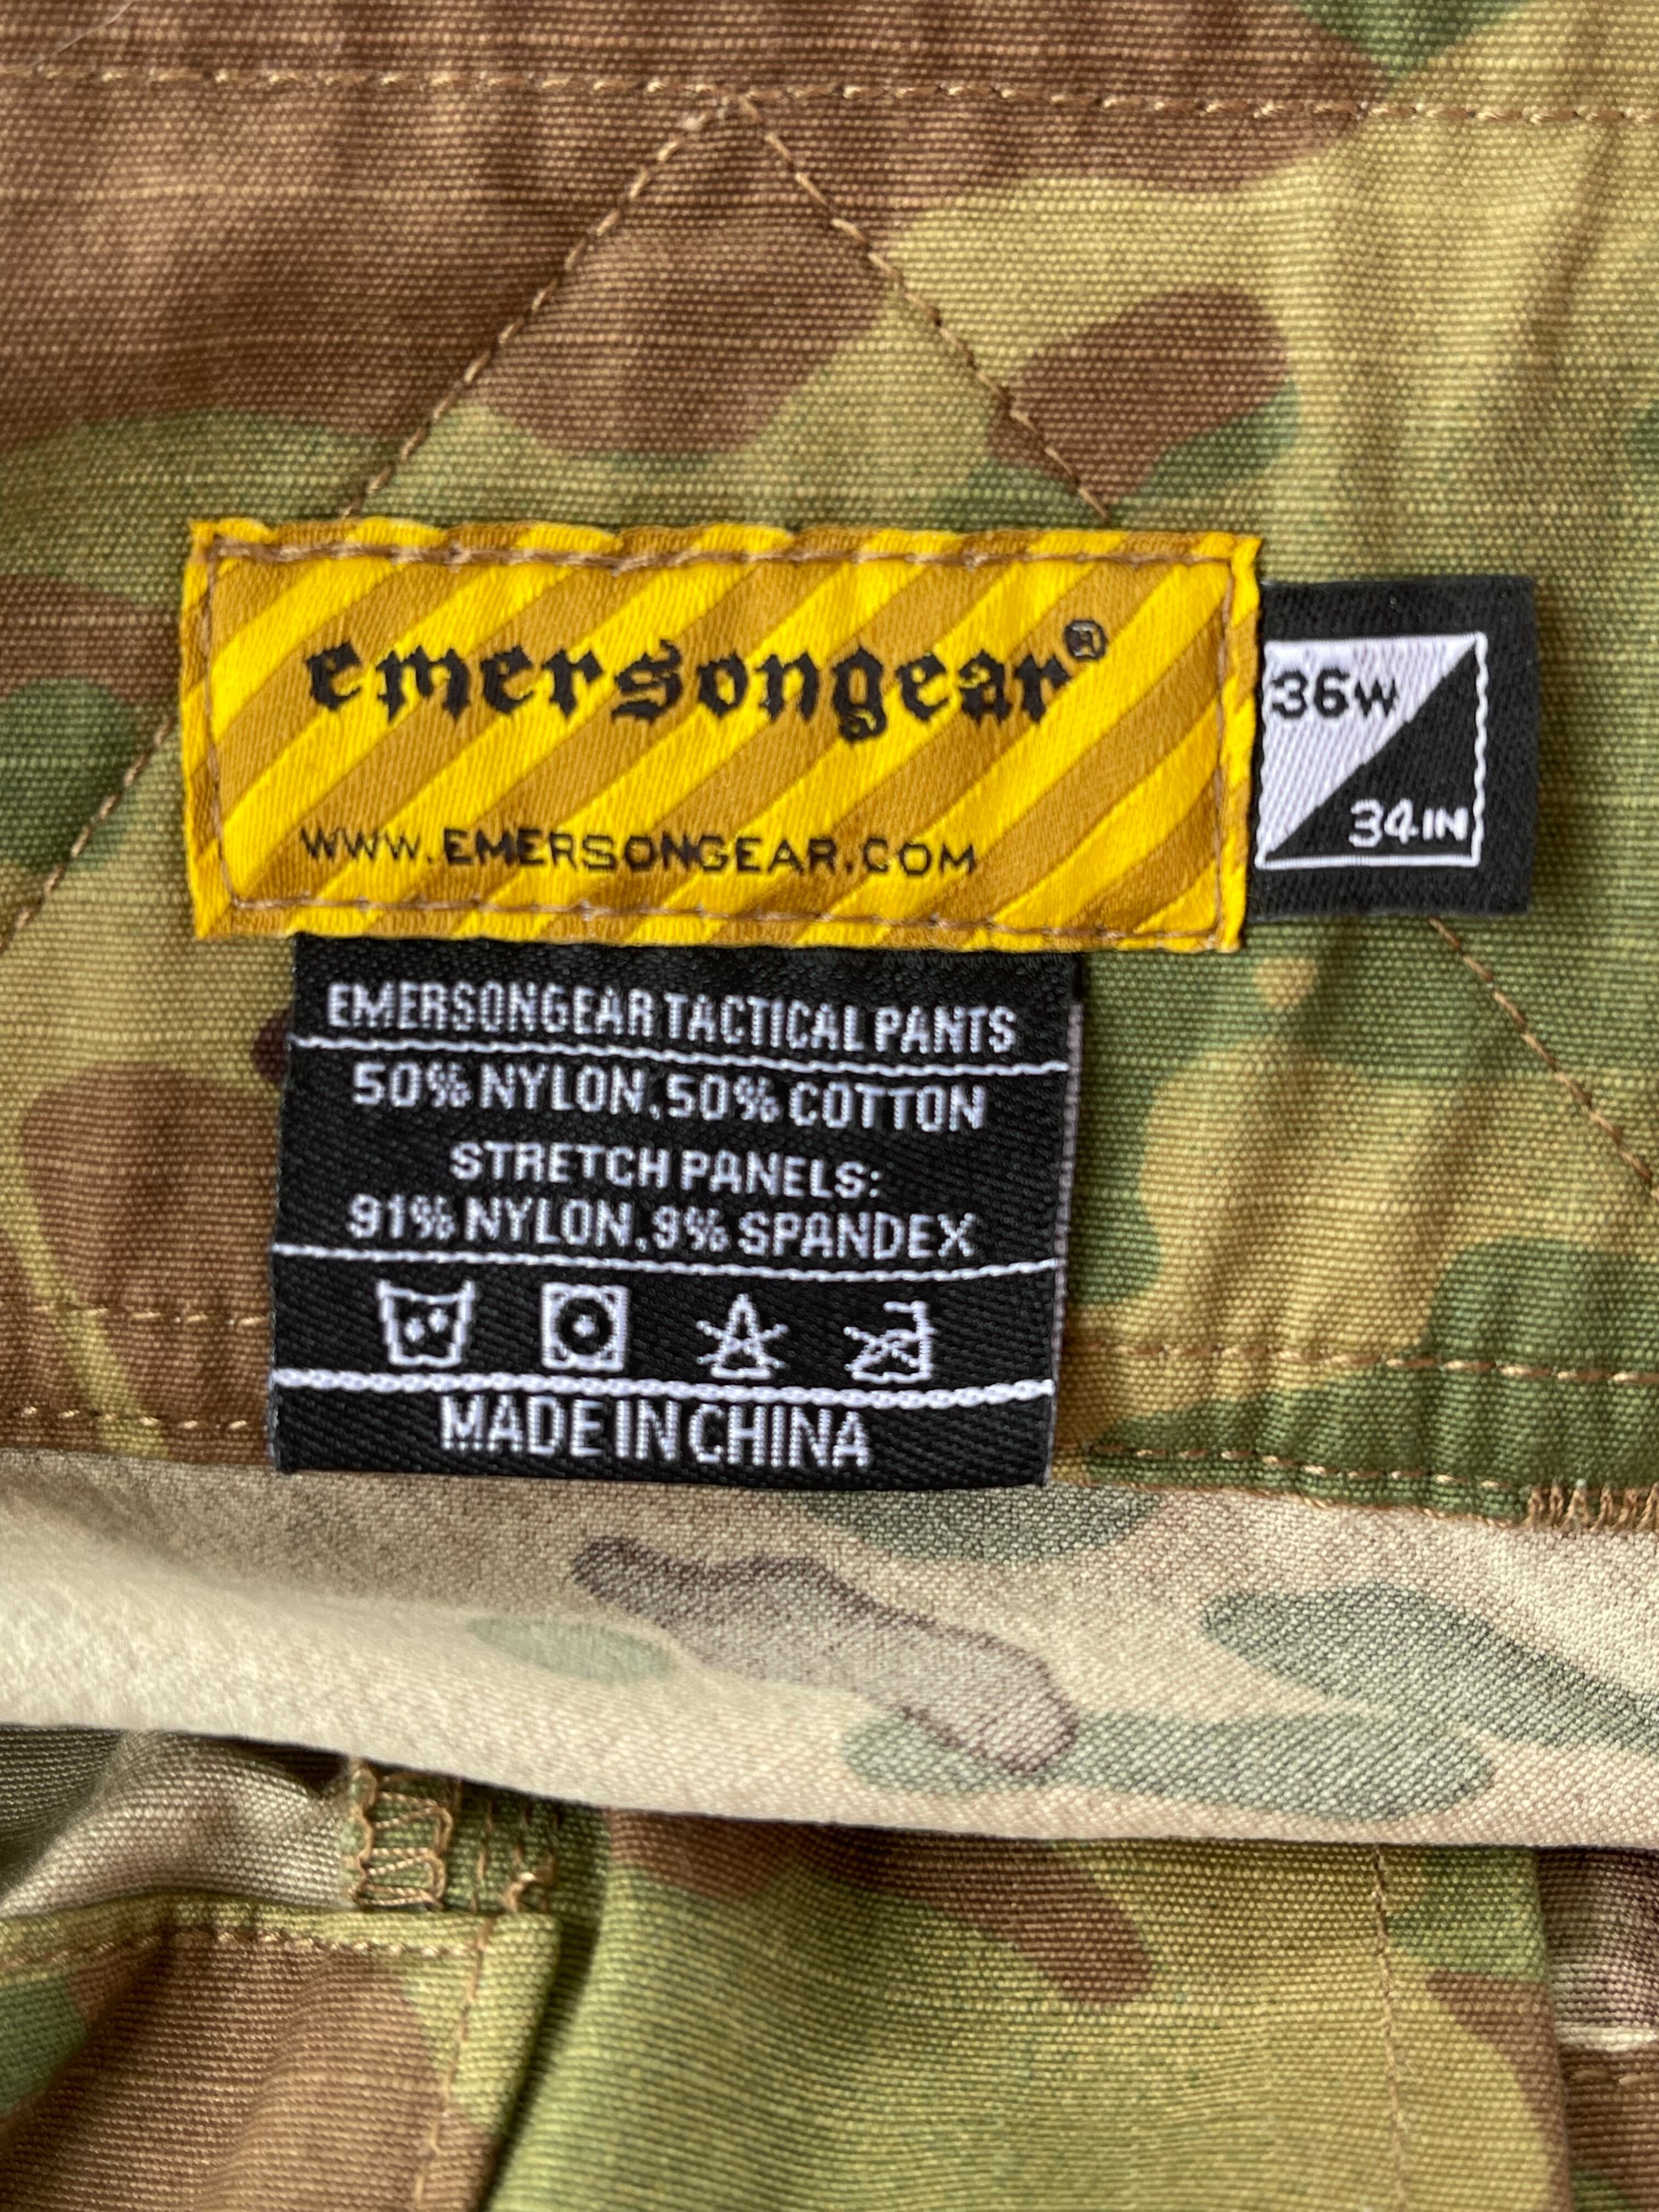 emersongear®
WWW.EMERSONGEAR.COM
36W
34IN
EMERSONGEAR TACTICAL PANTS
50% NYLON,50% COTTON
STRETCH PANELS:
91% NYLON,9% SPANDEX
MADE IN CHINA